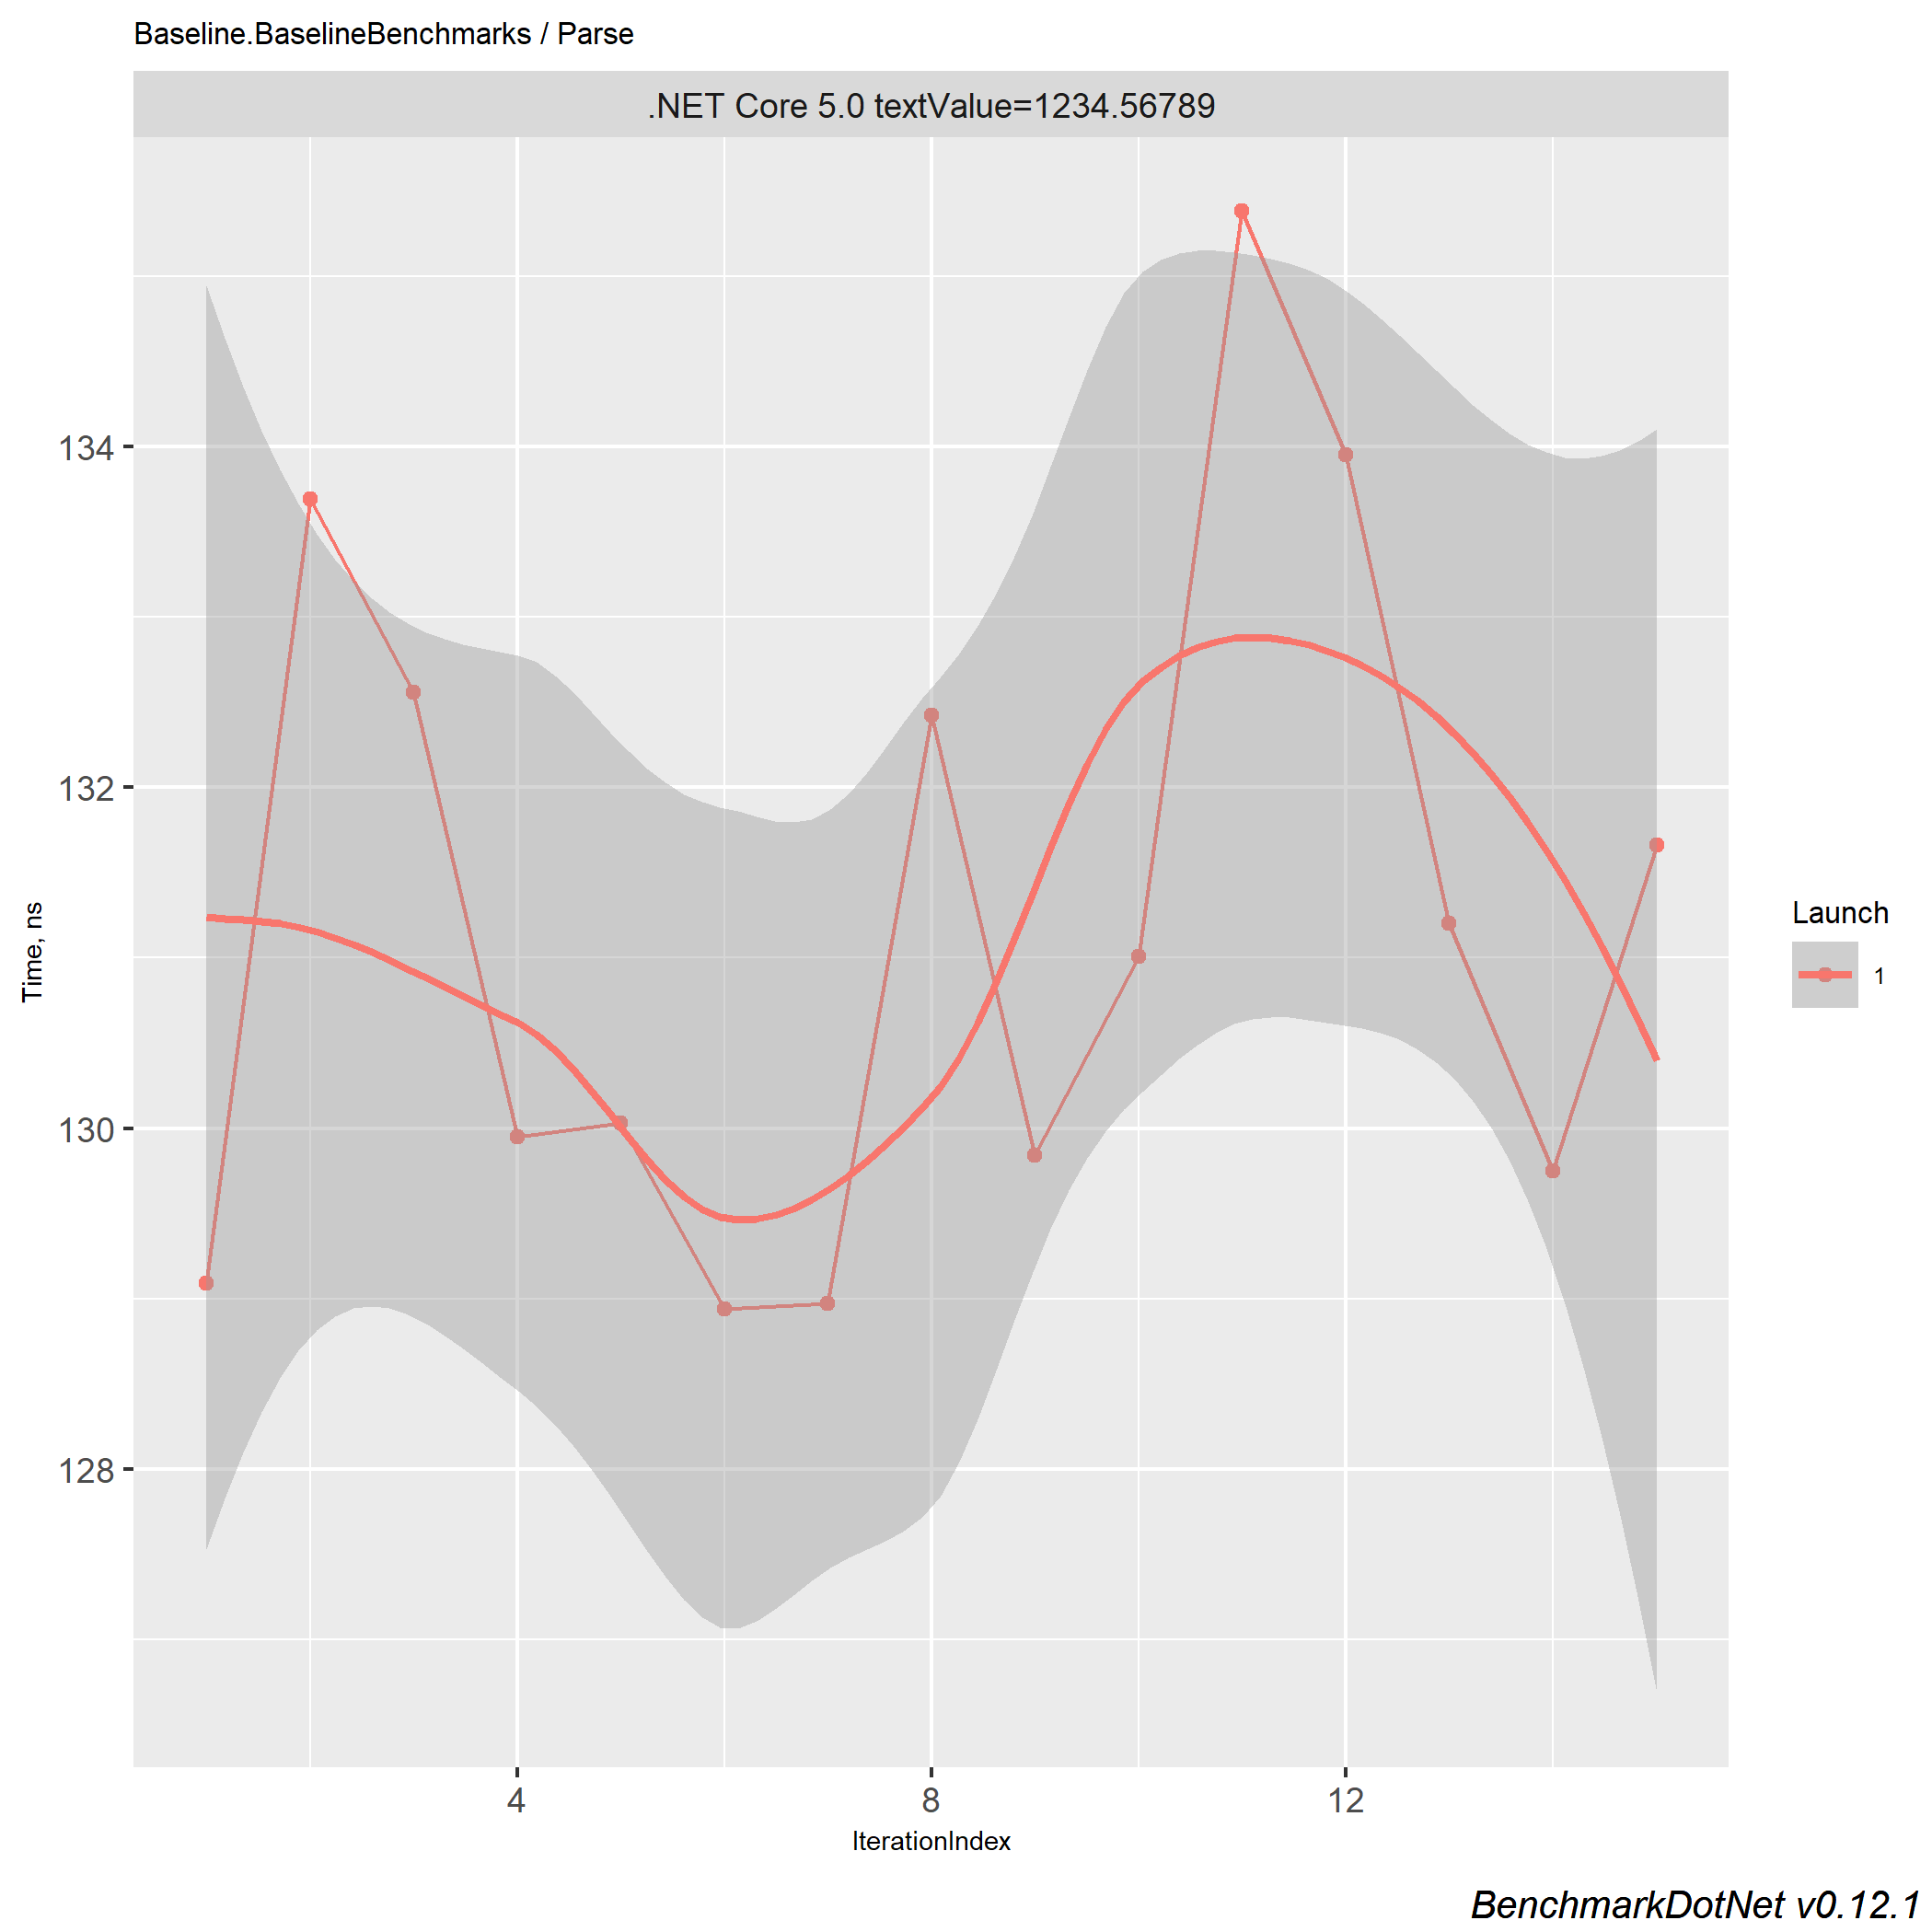 Baseline.BaselineBenchmarks / Parse
.NET Core 5.0 textValue=1234.56789
134
132
130
128
Time, ns
4
8
12
IterationIndex
Launch
1
BenchmarkDotNet v0.12.1